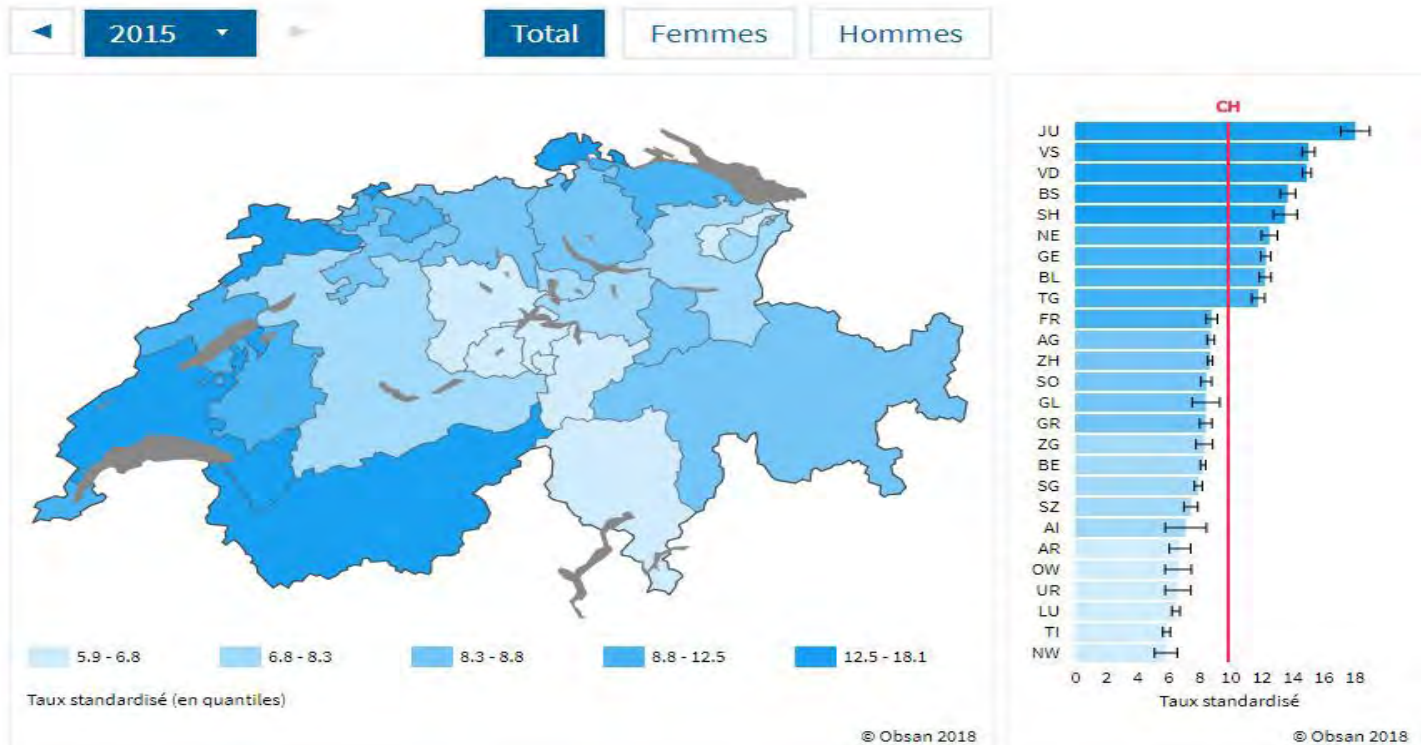 2015
Total
Femmes
Hommes
5.9 - 6.8
6.8 - 8.3
8.3 - 8.8
8.8 - 12.5
12.5 - 18.1
Taux standardisé (en quantiles)
© Obsan 2018
CH
JU
VS
VD
BS
SH
NE
GE
BL
TG
FR
AG
ZH
SO
GL
GR
ZG
BE
SG
SZ
AI
AR
OW
UR
LU
TI
NW
0 2 4 6 8 10 12 14 16 18
Taux standardisé
© Obsan 2018